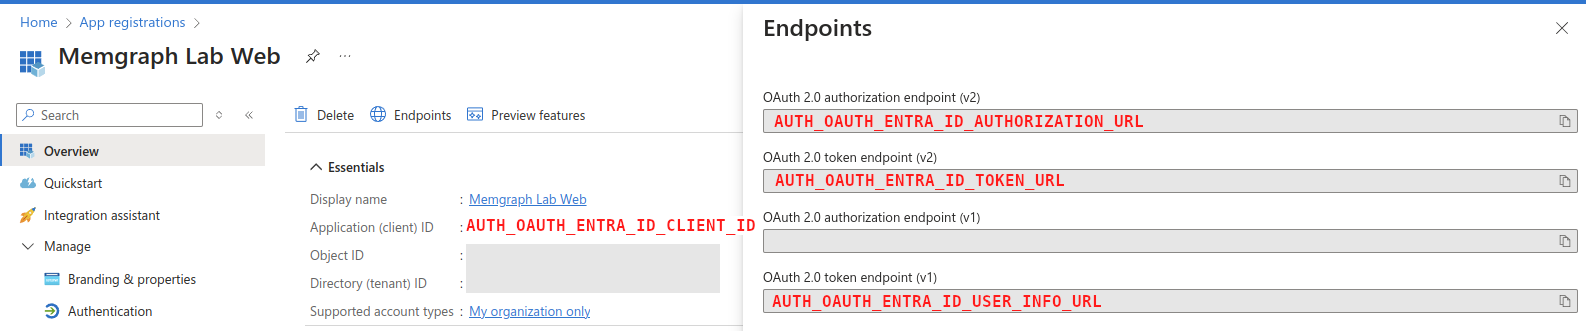 Home > App registrations >
Memgraph Lab Web ...
Search «
Overview
Quickstart
Integration assistant
Manage
Branding & properties
Authentication
Delete Endpoints Preview features
Essentials
Display name : Memgraph Lab Web
Application (client) ID : AUTH_OAUTH_ENTRA_ID_CLIENT_ID
Object ID :
Directory (tenant) ID :
Supported account types : My organization only
Endpoints
OAuth 2.0 authorization endpoint (v2)
AUTH_OAUTH_ENTRA_ID_AUTHORIZATION_URL
OAuth 2.0 token endpoint (v2)
AUTH_OAUTH_ENTRA_ID_TOKEN_URL
OAuth 2.0 authorization endpoint (v1)
OAuth 2.0 token endpoint (v1)
AUTH_OAUTH_ENTRA_ID_USER_INFO_URL